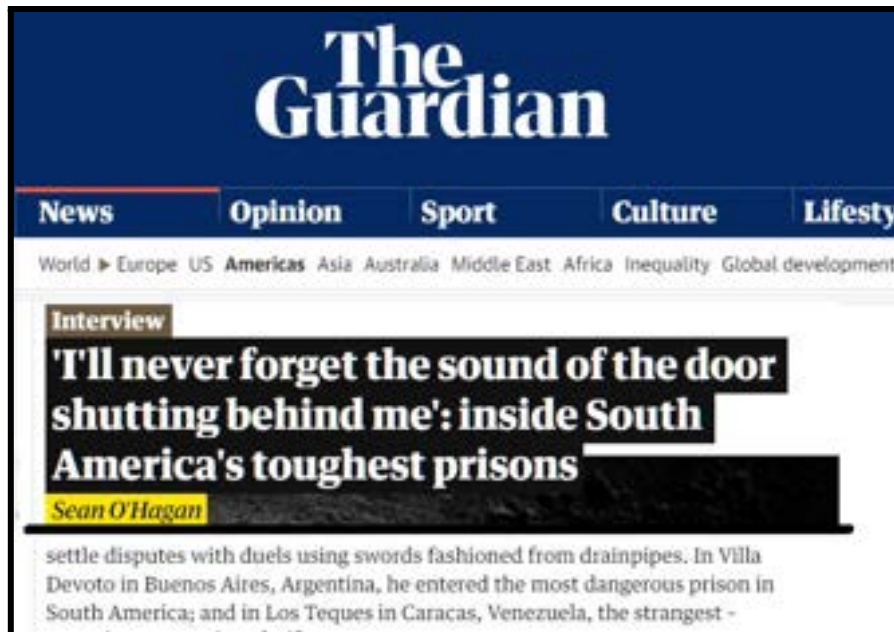 The
Guardian
News Opinion Sport Culture Lifesty
World ▶ Europe US Americas Asia Australia Middle East Africa Inequality Global development
Interview
'I'll never forget the sound of the door
shutting behind me': inside South
America's toughest prisons
Sean O'Hagan
settle disputes with duels using swords fashioned from drainpipes. In Villa
Devoto in Buenos Aires, Argentina, he entered the most dangerous prison in
South America; and in Los Teques in Caracas, Venezuela, the strangest -